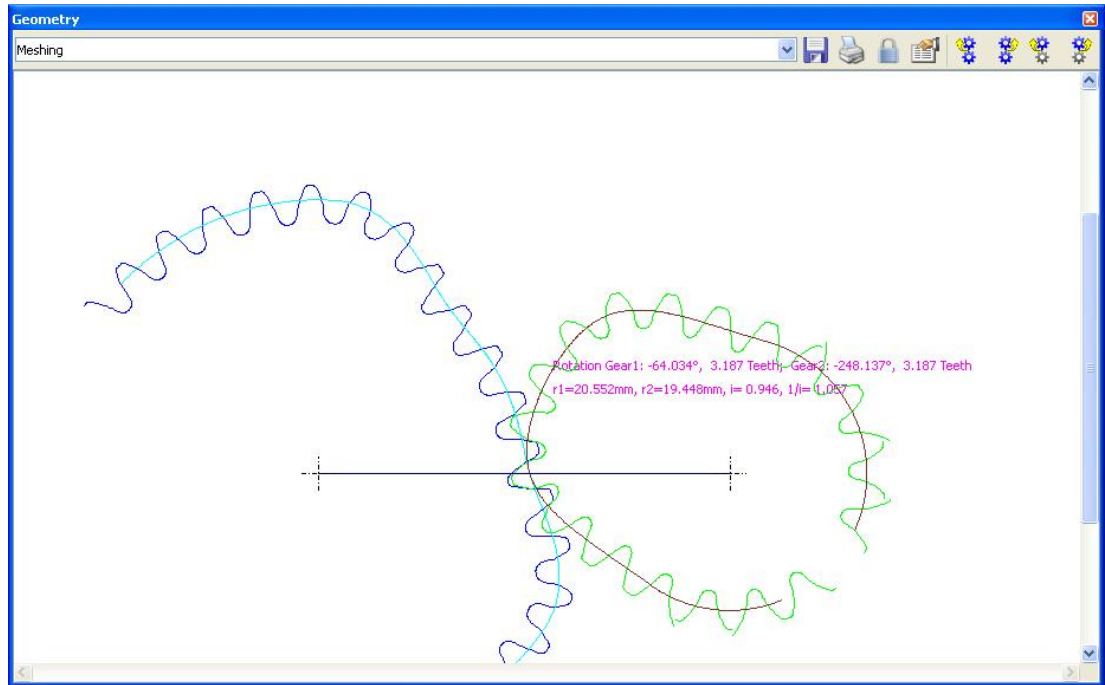 Geometry
Meshing
Rotation Gear1: -64.034°, 3.187 Teeth; Gear2: -248.137°, 3.187 Teeth
r1=20.552mm, r2=19.448mm, i= 0.946, 1/i= 1.057